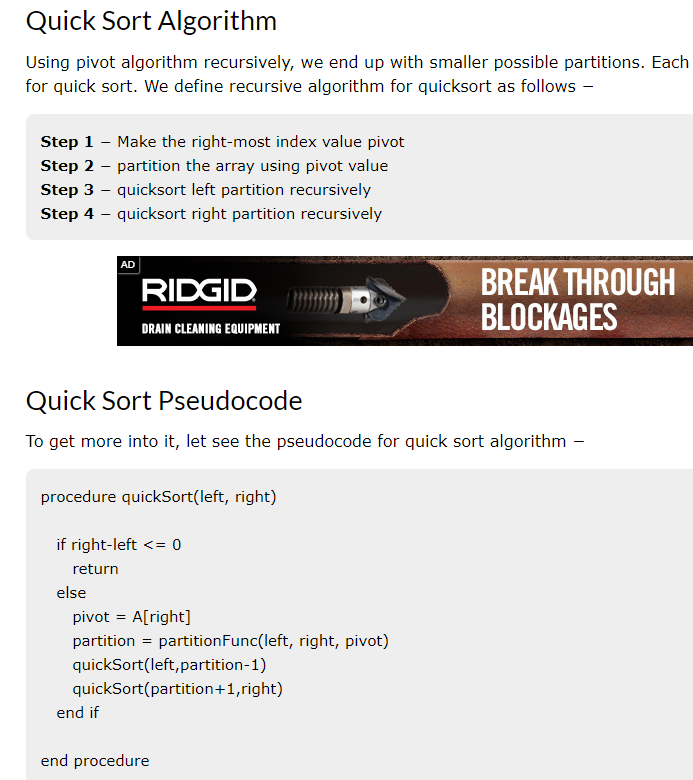 Quick Sort Algorithm
Using pivot algorithm recursively, we end up with smaller possible partitions. Each
for quick sort. We define recursive algorithm for quicksort as follows −
Step 1 − Make the right-most index value pivot
Step 2 − partition the array using pivot value
Step 3 − quicksort left partition recursively
Step 4 − quicksort right partition recursively
AD
RIDGID
DRAIN CLEANING EQUIPMENT
BREAK THROUGH
BLOCKAGES
Quick Sort Pseudocode
To get more into it, let see the pseudocode for quick sort algorithm −
procedure quickSort(left, right)
if right-left <= 0
return
else
pivot = A[right]
partition = partitionFunc(left, right, pivot)
quickSort(left,partition-1)
quickSort(partition+1,right)
end if
end procedure